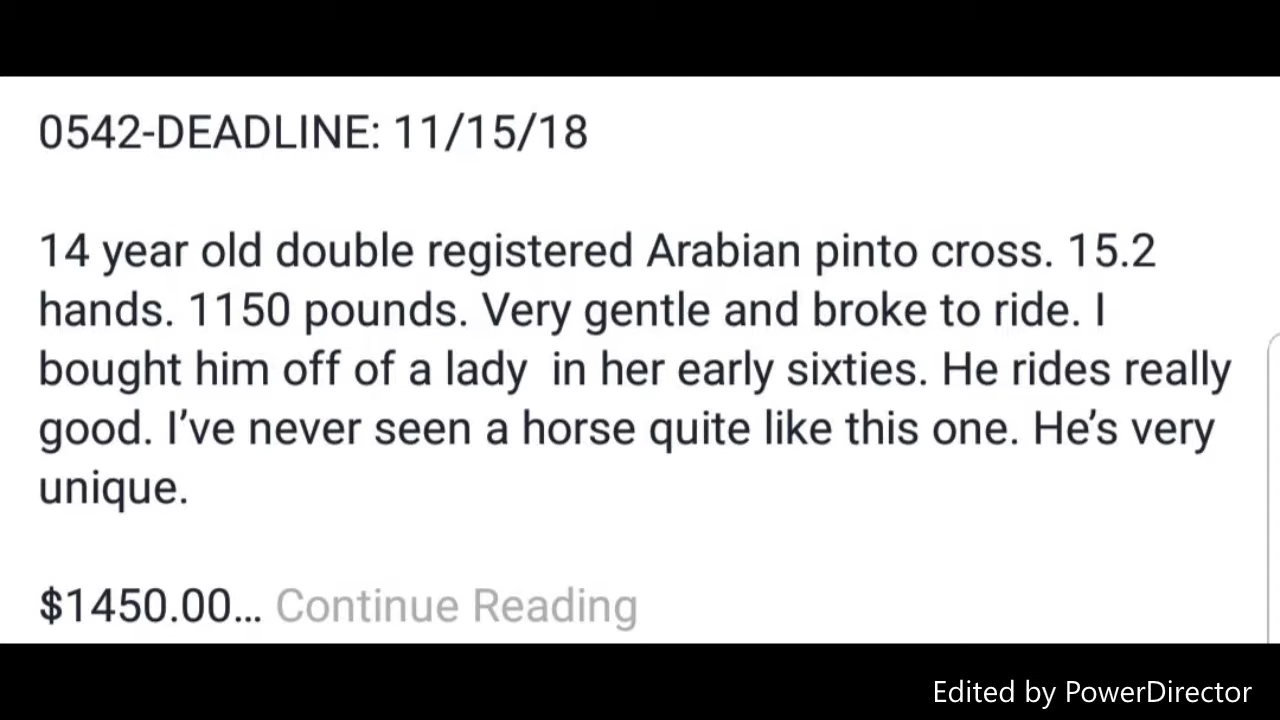 0542-DEADLINE: 11/15/18
14 year old double registered Arabian pinto cross. 15.2
hands. 1150 pounds. Very gentle and broke to ride. I
bought him off of a lady  in her early sixties. He rides really
good. I’ve never seen a horse quite like this one. He’s very
unique.
$1450.00... Continue Reading
Edited by PowerDirector